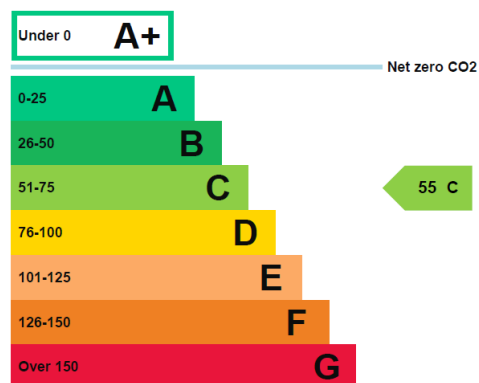 Under 0 A+
Net zero CO2
0-25 A
26-50 B
51-75 C
55 C
76-100 D
101-125 E
126-150 F
Over 150 G